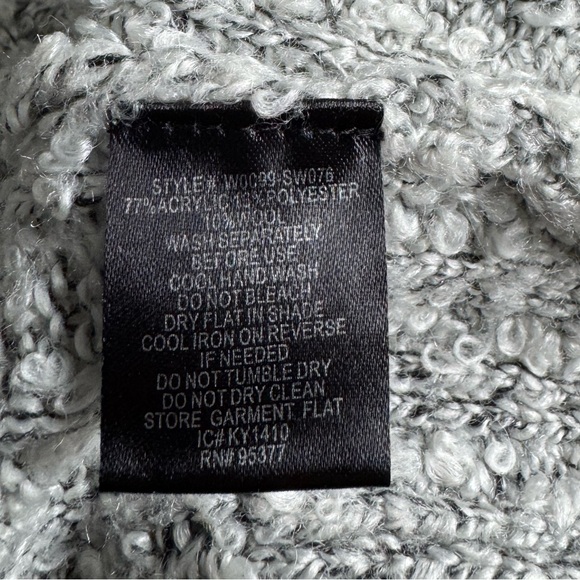 STYLE# W0C99-SW076
77%ACRYLIC 13%POLYESTER
10%WOOL
WASH SEPARATELY
BEFORE USE
COOL HAND WASH
DO NOT BLEACH
DRY FLAT IN SHADE
COOL IRON ON REVERSE
IF NEEDED
DO NOT TUMBLE DRY
DO NOT DRY CLEAN
STORE GARMENT FLAT
IC# KY1410
RN# 95377